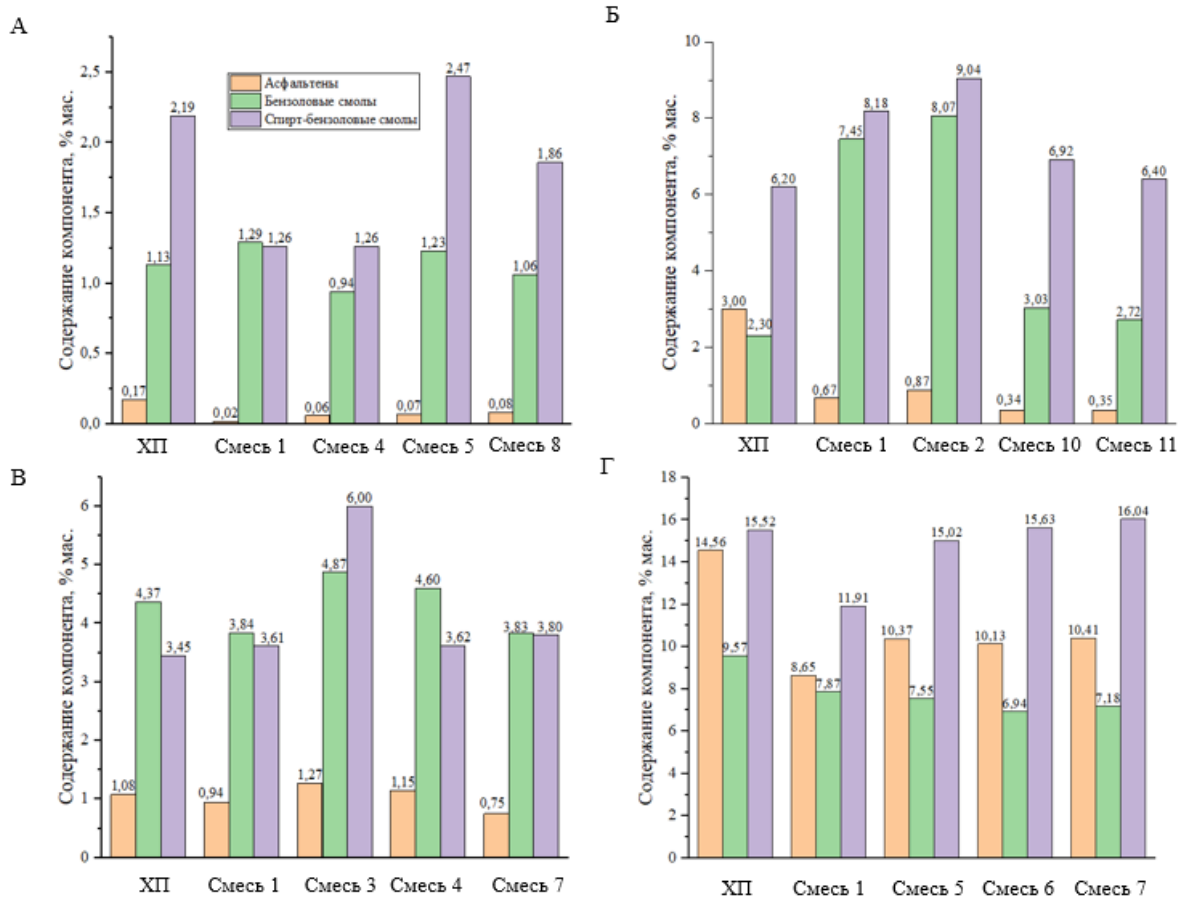 А
Содержание компонента, % мас.
2,5
2,0
1,5
1,0
0,5
0,0
Асфальтены
Бензоловые смолы
Спирт-бензоловые смолы
0,17 1,13 2,19
0,02 1,29 1,26
0,06 0,94 1,26
0,07 1,23 2,47
0,08 1,06 1,86
ХП Смесь 1 Смесь 4 Смесь 5 Смесь 8
Б
Содержание компонента, % мас.
10
8
6
4
2
0
3,00 2,30 6,20
0,67 7,45 8,18
0,87 8,07 9,04
0,34 3,03 6,92
0,35 2,72 6,40
ХП Смесь 1 Смесь 2 Смесь 10 Смесь 11
В
Содержание компонента, % мас.
6
5
4
3
2
1
0
1,08 4,37 3,45
0,94 3,84 3,61
1,27 4,87 6,00
1,15 4,60 3,62
0,75 3,83 3,80
ХП Смесь 1 Смесь 3 Смесь 4 Смесь 7
Г
Содержание компонента, % мас.
18
16
14
12
10
8
6
4
2
0
14,56 9,57 15,52
8,65 7,87 11,91
10,37 7,55 15,02
10,13 6,94 15,63
10,41 7,18 16,04
ХП Смесь 1 Смесь 5 Смесь 6 Смесь 7